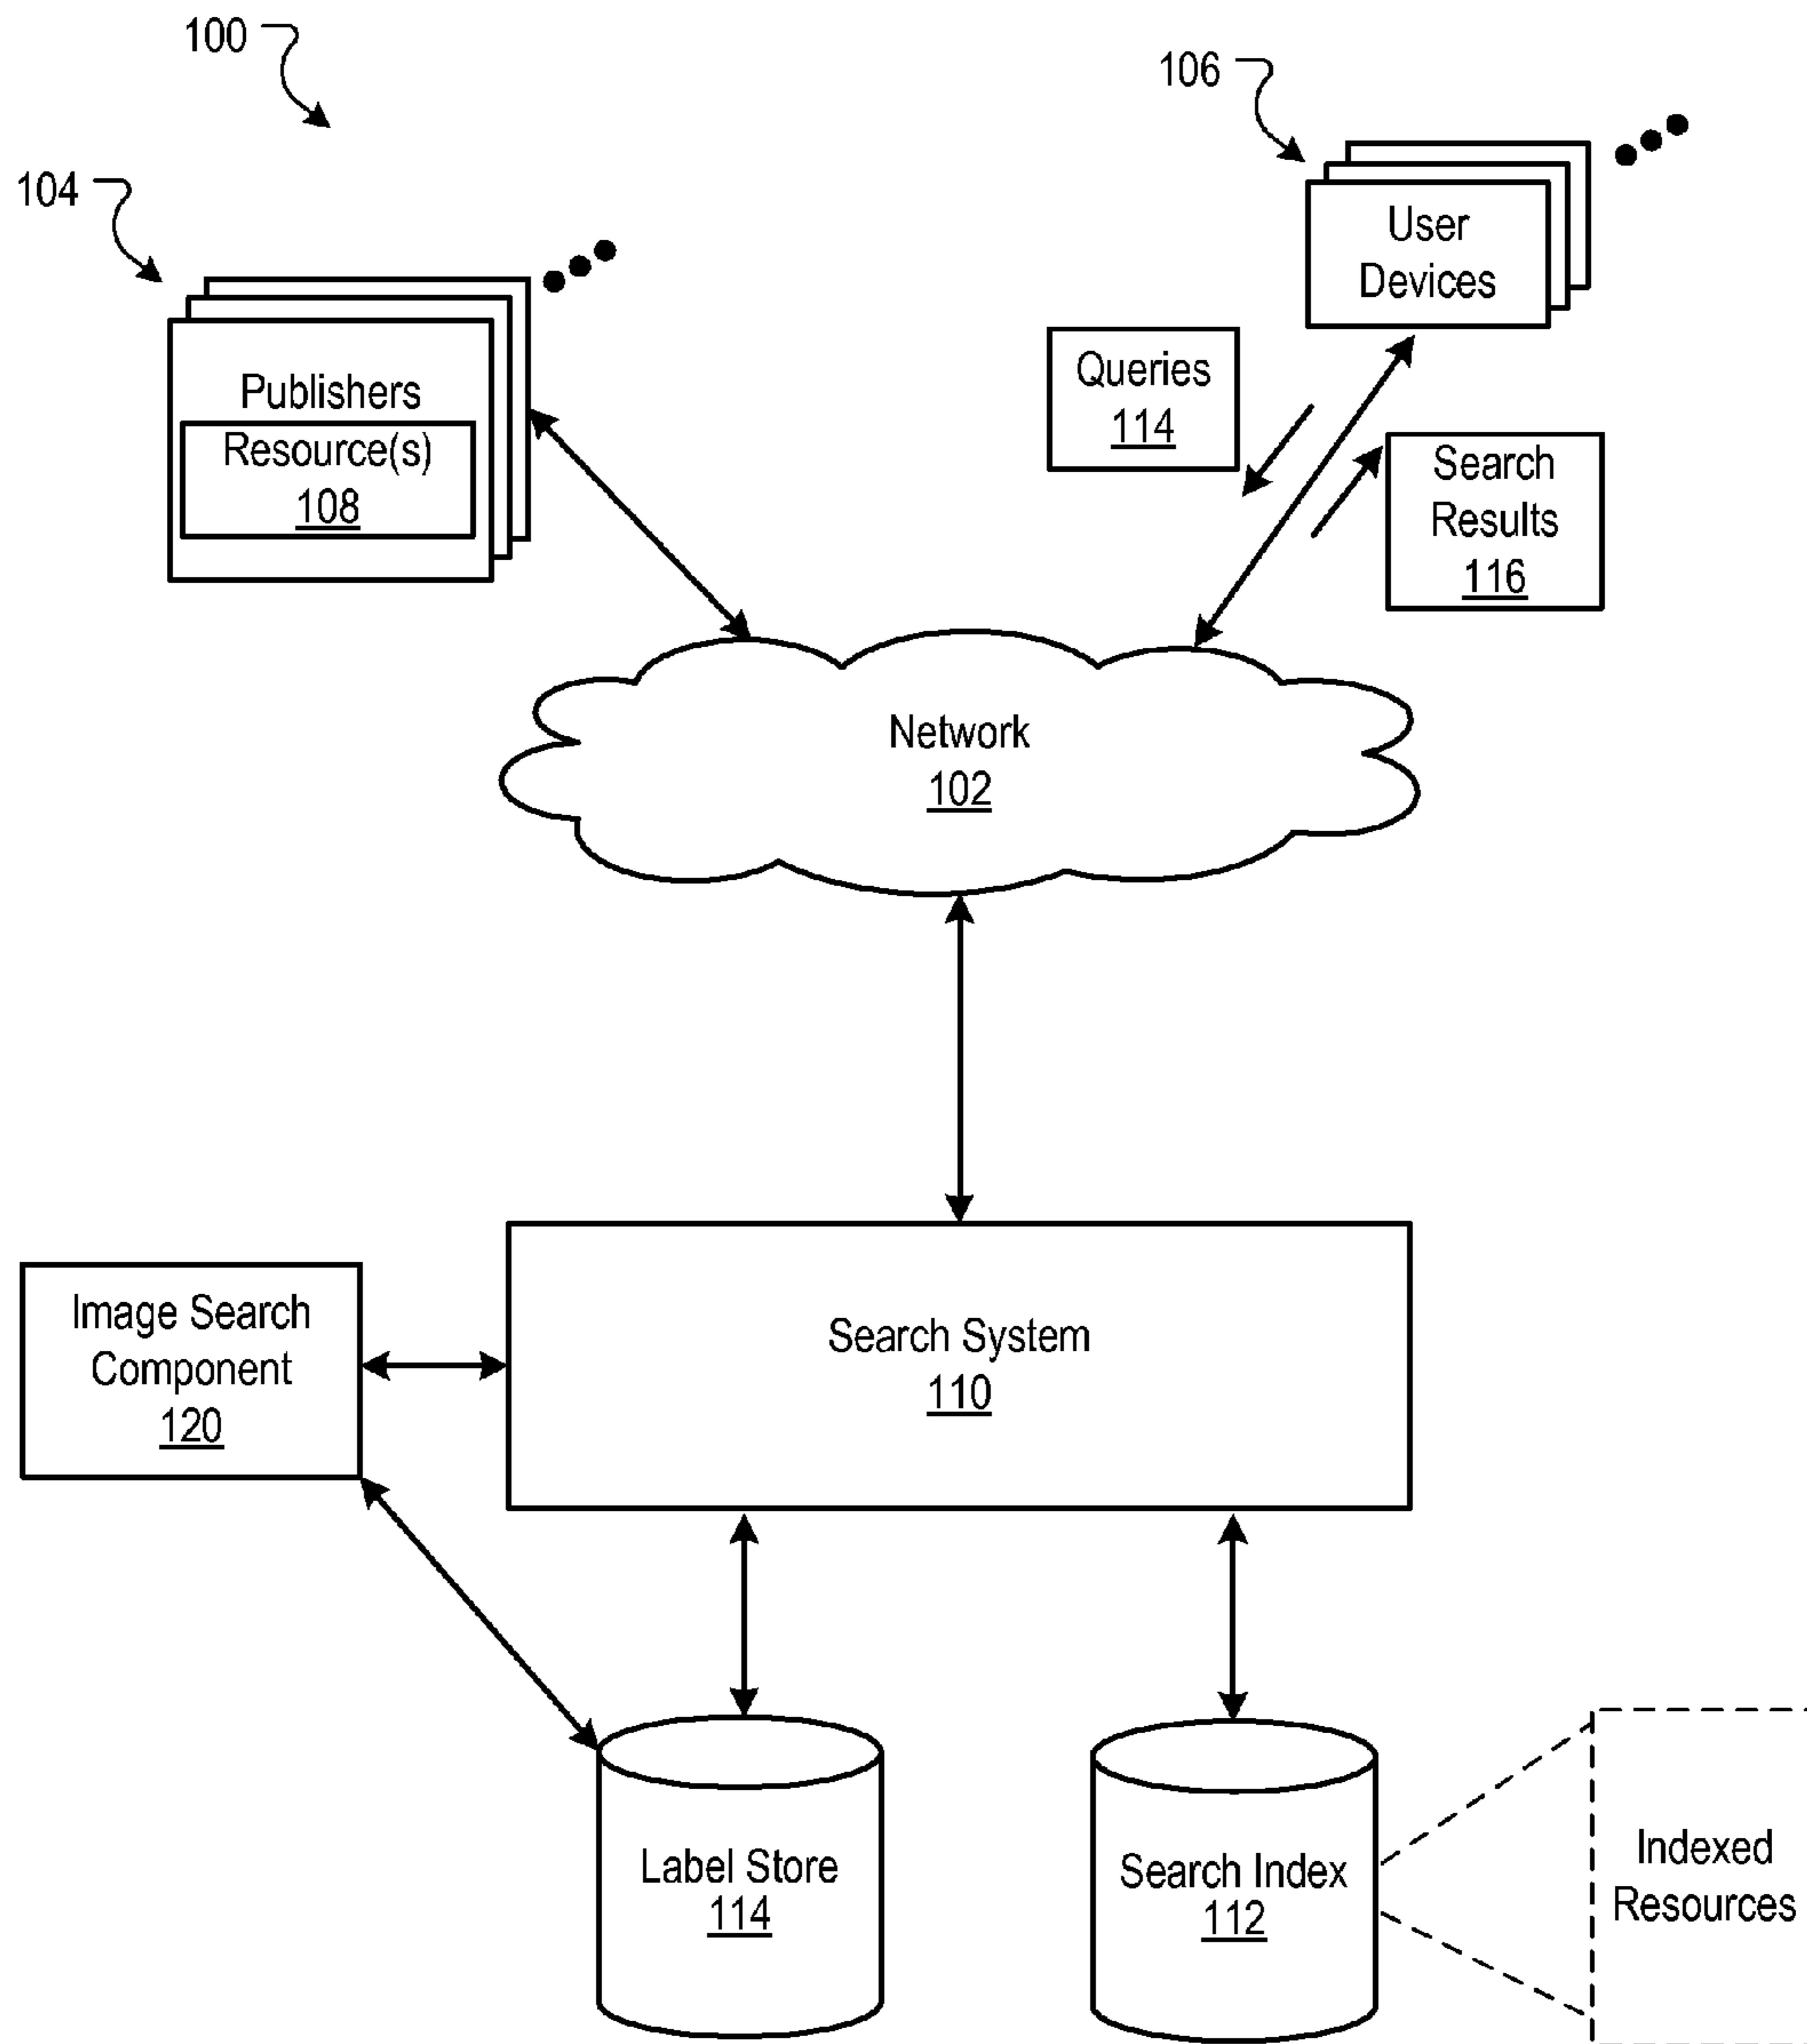 100
106
104
User
Devices
Publishers
Resource(s)
108
Queries
114
Search
Results
116
Network
102
Image Search
Component
120
Search System
110
Label Store
114
Search Index
112
Indexed
Resources